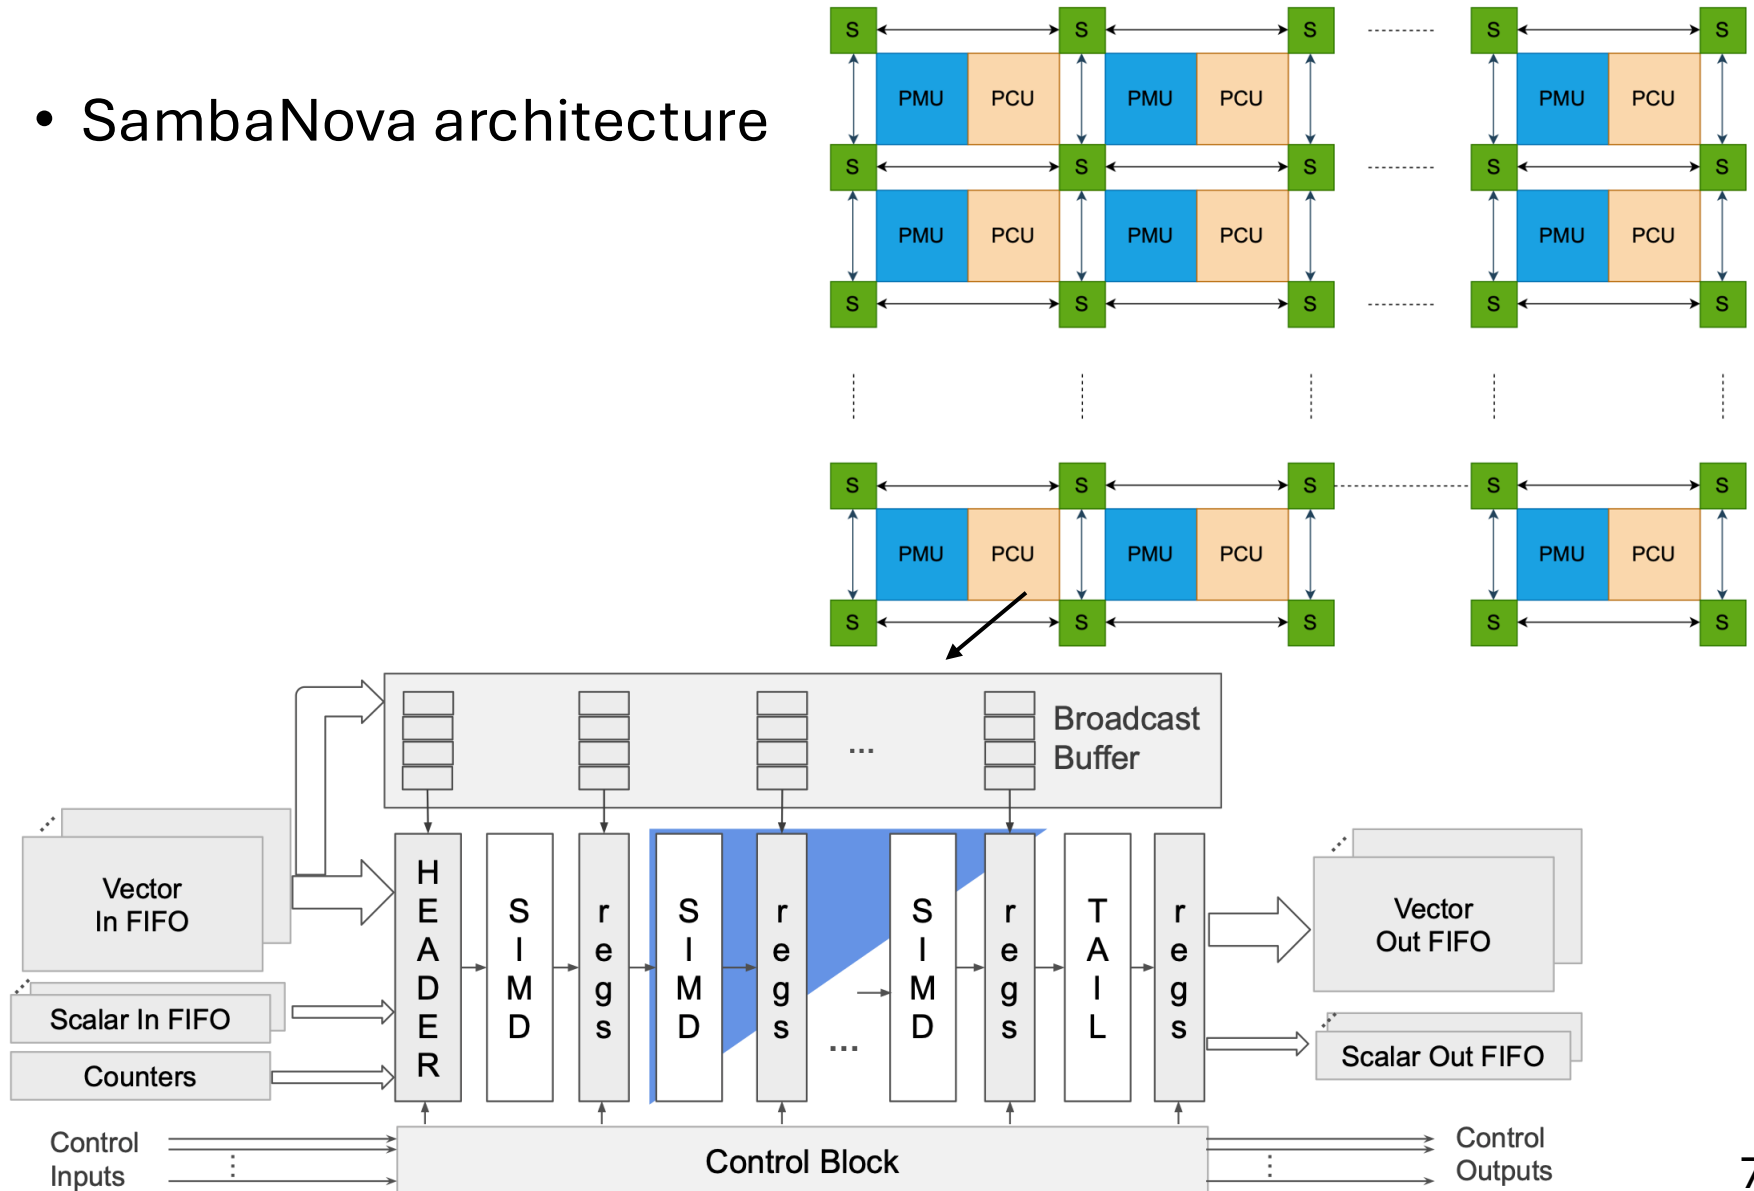 • SambaNova architecture
S S S S S
PMU PCU PMU PCU PMU PCU
S S S S S
PMU PCU PMU PCU PMU PCU
S S S S S
S S S S S
PMU PCU PMU PCU PMU PCU
S S S S S
Broadcast
Buffer
...
Vector
In FIFO
Scalar In FIFO
Counters
HEADER
SIMD
regs
SIMD
regs
...
SIMD
regs
TAIL
regs
Vector
Out FIFO
Scalar Out FIFO
Control
Inputs
Control Block
Control
Outputs